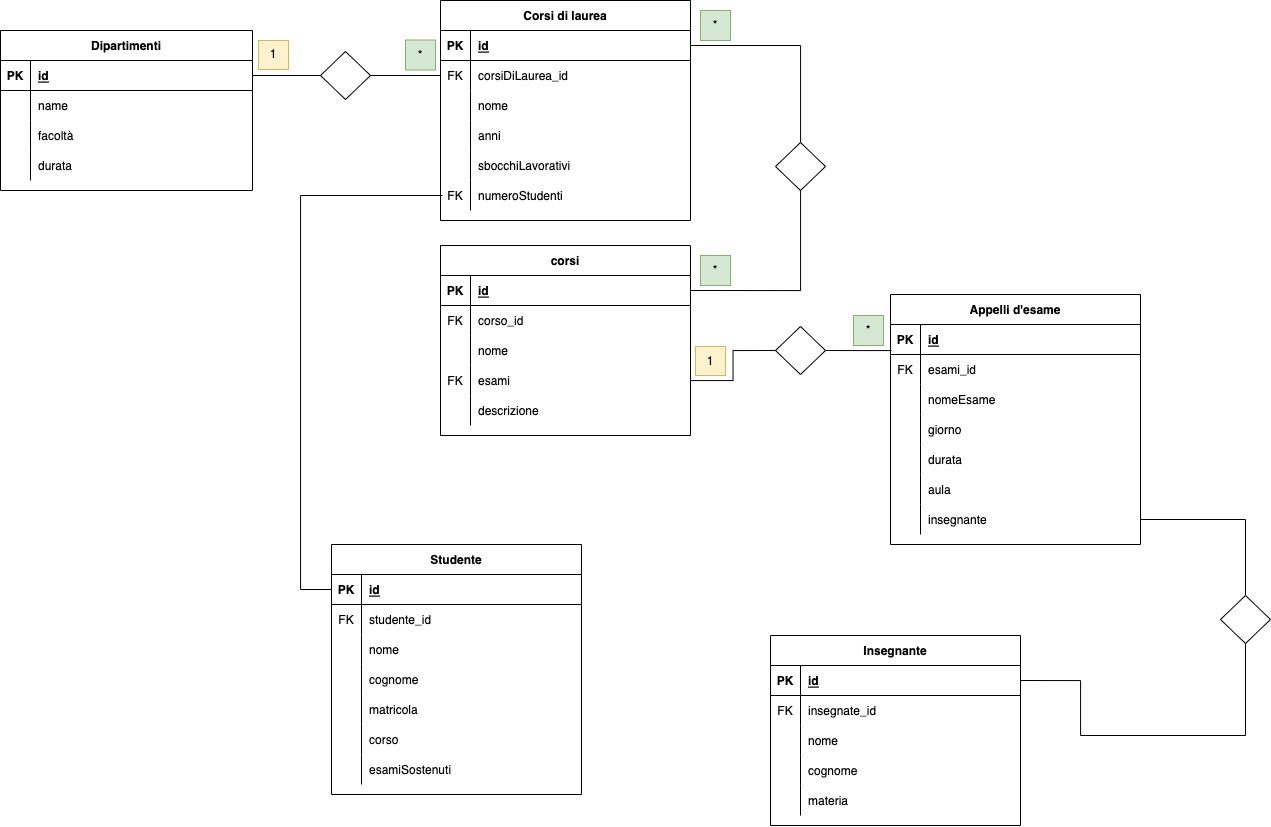 Dipartimenti
PK id
name
facoltà
durata
1
*
Corsi di laurea
PK id
FK corsiDiLaurea_id
nome
anni
sbocchiLavorativi
FK numeroStudenti
*
corsi
PK id
FK corso_id
nome
FK esami
descrizione
*
1
*
Appelli d'esame
PK id
FK esami_id
nomeEsame
giorno
durata
aula
insegnante
Studente
PK id
FK studente_id
nome
cognome
matricola
corso
esamiSostenuti
Insegnante
PK id
FK insegnate_id
nome
cognome
materia